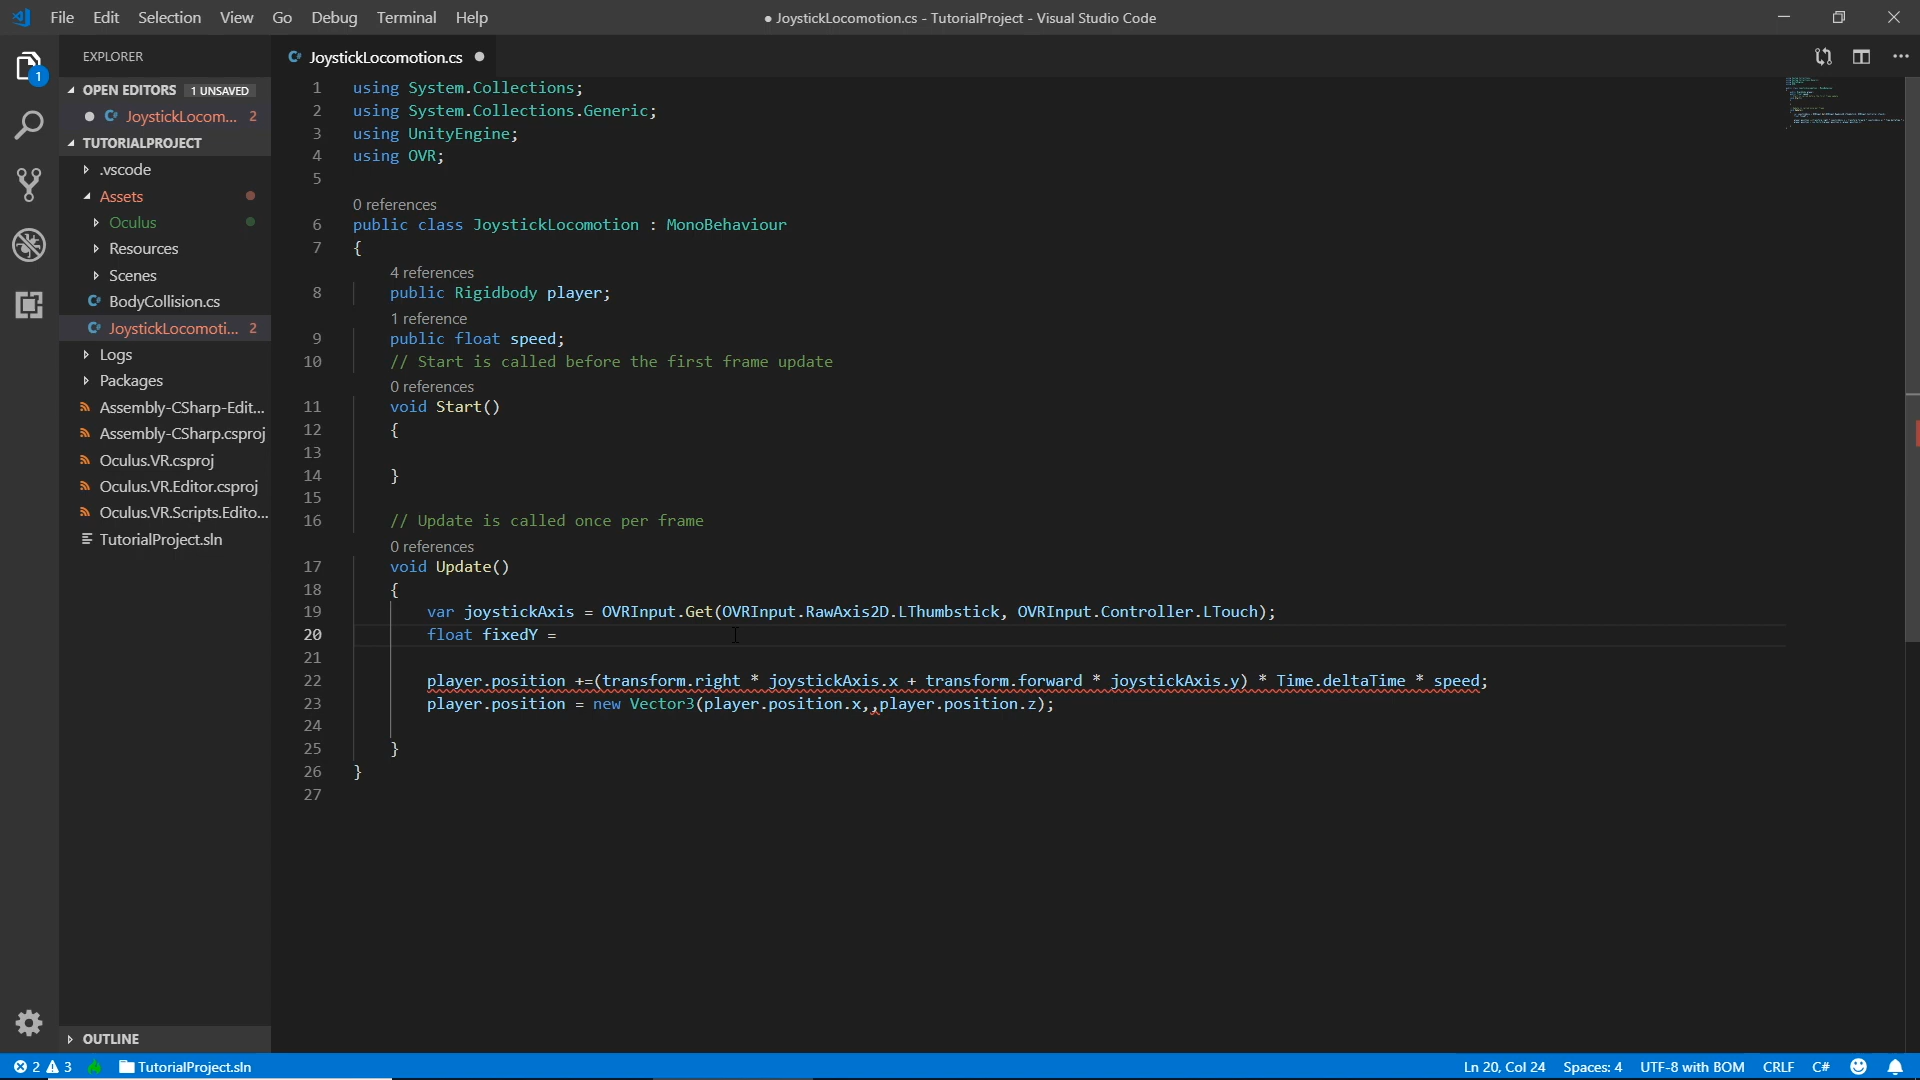 File Edit Selection View Go Debug Terminal Help
● JoystickLocomotion.cs - TutorialProject - Visual Studio Code
1
EXPLORER
OPEN EDITORS 1 UNSAVED
JoystickLocom... 2
TUTORIALPROJECT
.vscode
Assets
Oculus
Resources
Scenes
BodyCollision.cs
JoystickLocomoti... 2
Logs
Packages
Assembly-CSharp-Edit...
Assembly-CSharp.csproj
Oculus.VR.csproj
Oculus.VR.Editor.csproj
Oculus.VR.Scripts.Edito...
TutorialProject.sln
OUTLINE
JoystickLocomotion.cs
1 using System.Collections;
2 using System.Collections.Generic;
3 using UnityEngine;
4 using OVR;
5
0 references
6 public class JoystickLocomotion : MonoBehaviour
7 {
4 references
8 public Rigidbody player;
1 reference
9 public float speed;
10 // Start is called before the first frame update
0 references
11 void Start()
12 {
13
14 }
15
16 // Update is called once per frame
0 references
17 void Update()
18 {
19 var joystickAxis = OVRInput.Get(OVRInput.RawAxis2D.LThumbstick, OVRInput.Controller.LTouch);
20 float fixedY =
21
22 player.position +=(transform.right * joystickAxis.x + transform.forward * joystickAxis.y) * Time.deltaTime * speed;
23 player.position = new Vector3(player.position.x,,player.position.z);
24
25 }
26 }
27
2 3 TutorialProject.sln
Ln 20, Col 24 Spaces: 4 UTF-8 with BOM CRLF C#